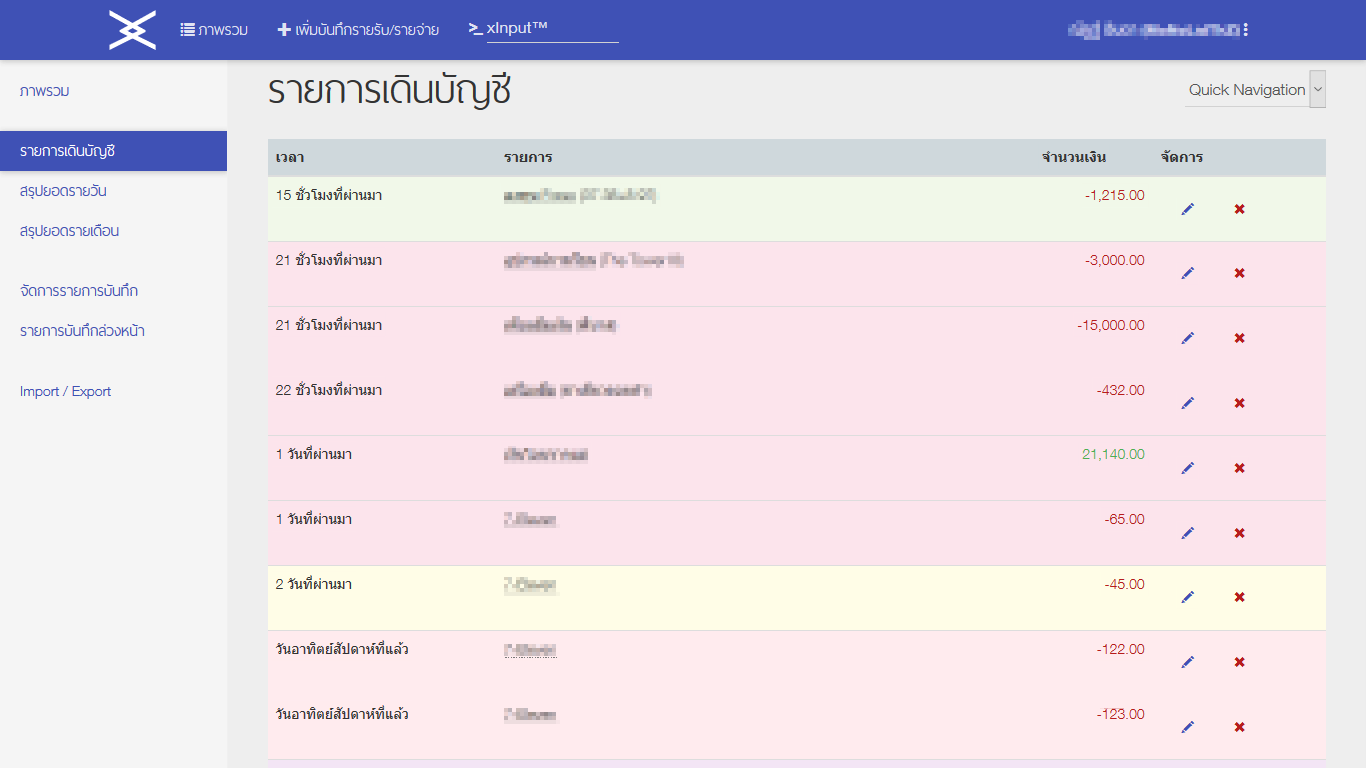 ภาพรวม เพิ่มบันทึกรายรับ/รายจ่าย xInput™
ภาพรวม
รายการเดินบัญชี
สรุปยอดรายวัน
สรุปยอดรายเดือน
จัดการรายการบันทึก
รายการบันทึกล่วงหน้า
Import / Export
รายการเดินบัญชี Quick Navigation
เวลา รายการ จำนวนเงิน จัดการ
15 ชั่วโมงที่ผ่านมา -1,215.00
21 ชั่วโมงที่ผ่านมา -3,000.00
21 ชั่วโมงที่ผ่านมา -15,000.00
22 ชั่วโมงที่ผ่านมา -432.00
1 วันที่ผ่านมา 21,140.00
1 วันที่ผ่านมา -65.00
2 วันที่ผ่านมา -45.00
วันอาทิตย์สัปดาห์ที่แล้ว -122.00
วันอาทิตย์สัปดาห์ที่แล้ว -123.00